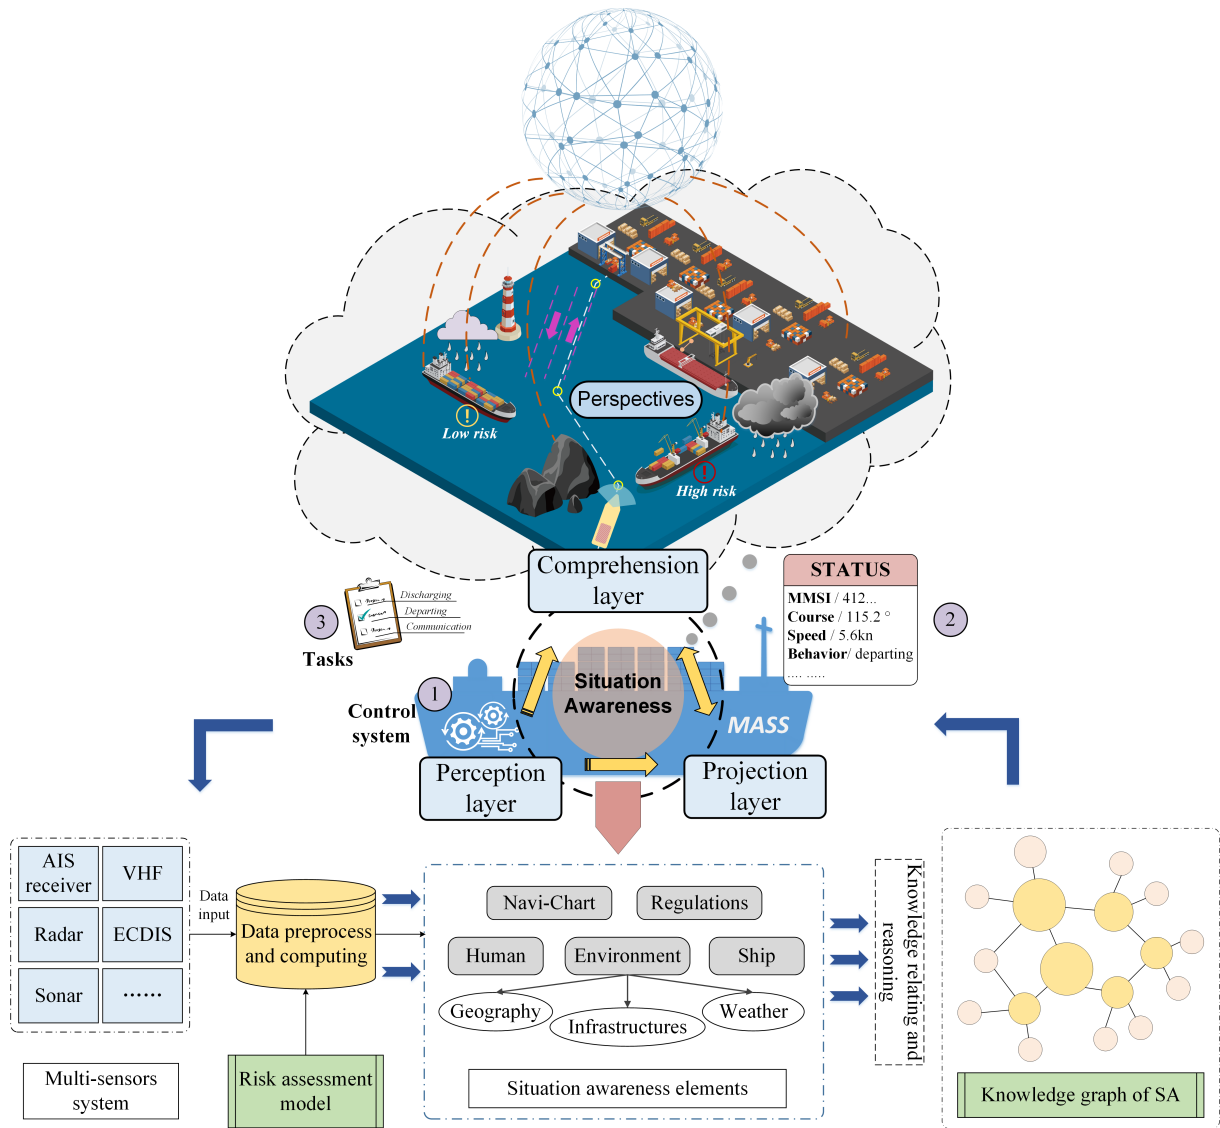 Perspectives
Low risk
High risk
Comprehension
layer
STATUS
MMSI / 412...
Course / 115.2 °
Speed / 5.6kn
Behavior/ departing
.... .....
2
3
Tasks
Discharging
Departing
Communication
1
Control
system
Situation
Awareness
MASS
Perception
layer
Projection
layer
AIS
receiver
VHF
Radar
ECDIS
Sonar
......
Multi-sensors
system
Data
input
Data preprocess
and computing
Risk assessment
model
Navi-Chart
Regulations
Human
Environment
Ship
Geography
Infrastructures
Weather
Situation awareness elements
Knowledge relating and
reasoning
Knowledge graph of SA